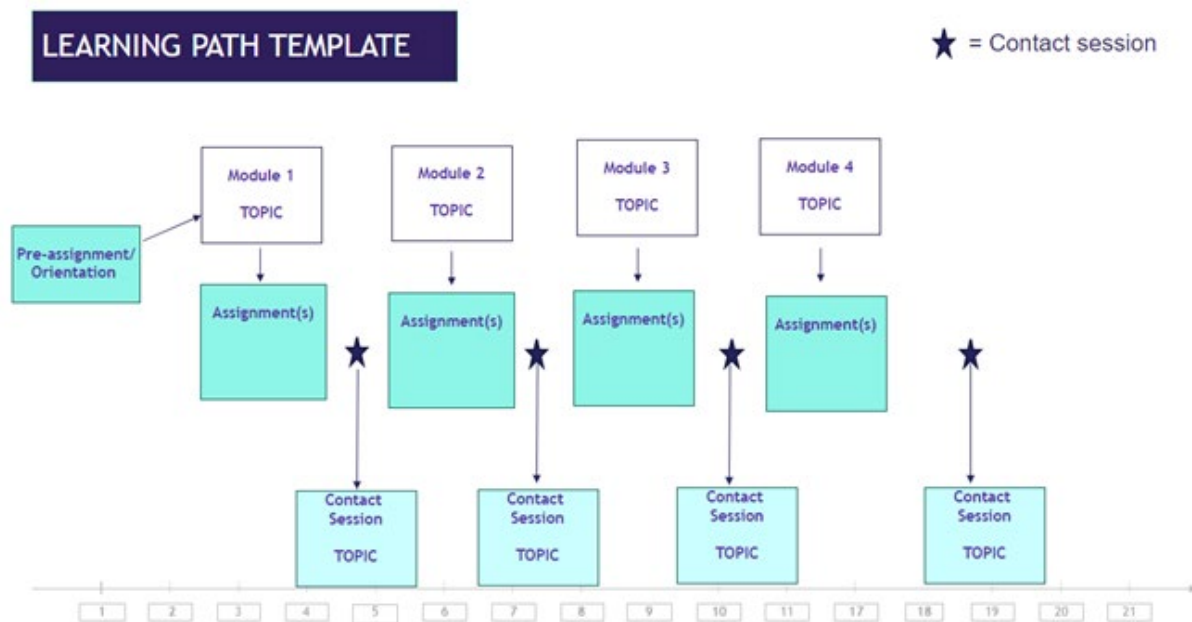 LEARNING PATH TEMPLATE
= Contact session
Module 1
TOPIC
Module 2
TOPIC
Module 3
TOPIC
Module 4
TOPIC
Pre-assignment/
Orientation
Assignment(s)
Assignment(s)
Assignment(s)
Assignment(s)
Contact
Session
TOPIC
Contact
Session
TOPIC
Contact
Session
TOPIC
Contact
Session
TOPIC
1 2 3 4 5 6 7 8 9 10 11 17 18 19 20 21